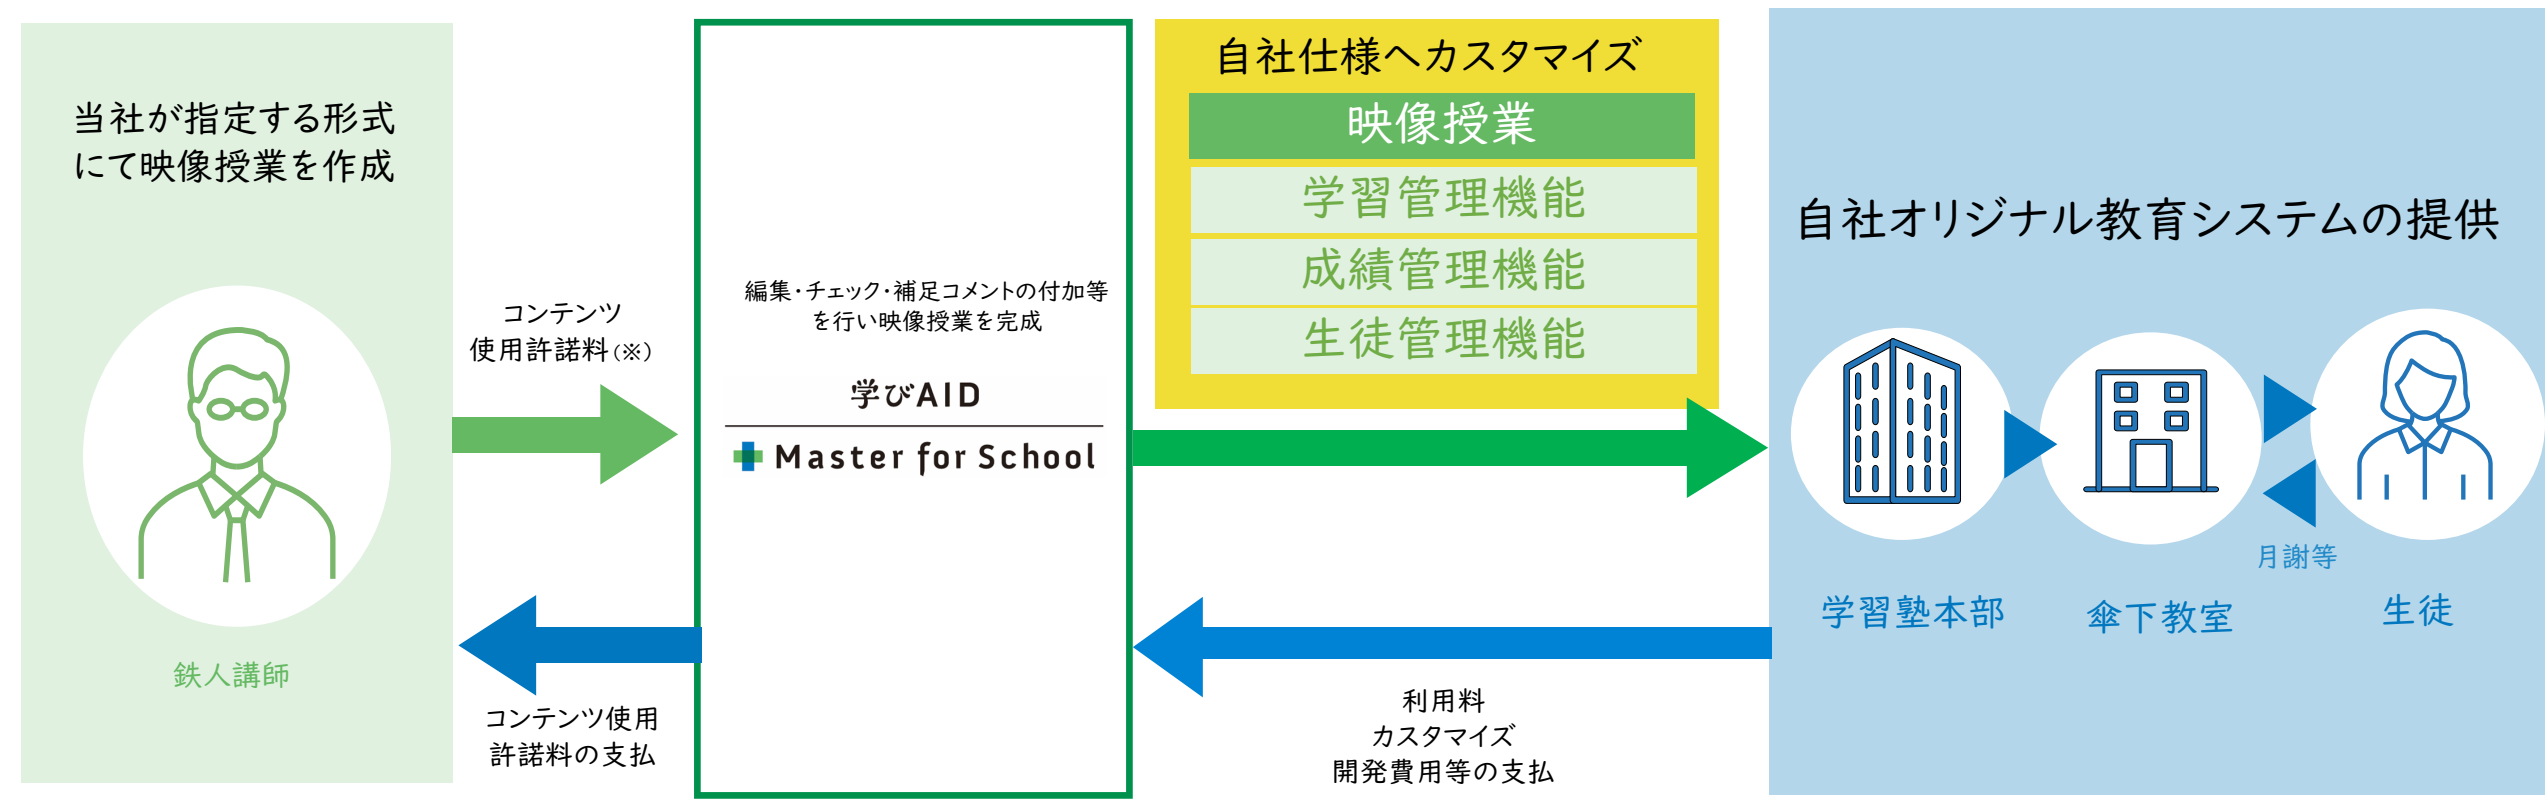 当社が指定する形式
にて映像授業を作成
鉄人講師
コンテンツ
使用許諾料(※)
コンテンツ使用
許諾料の支払
編集・チェック・補足コメントの付加等
を行い映像授業を完成
学びAID
Master for School
自社仕様へカスタマイズ
映像授業
学習管理機能
成績管理機能
生徒管理機能
利用料
カスタマイズ
開発費用等の支払
自社オリジナル教育システムの提供
月謝等
学習塾本部
傘下教室
生徒